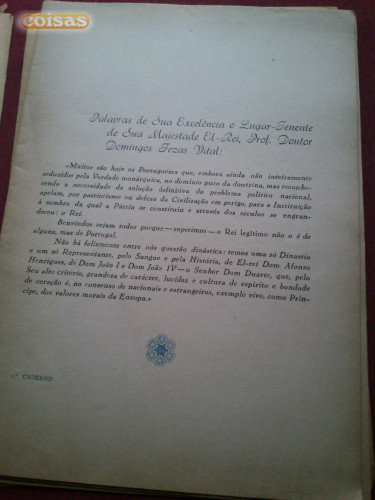 coisas
Palavras de Sua Excelência o Lugar-Tenente
de Sua Majestade El-Rei, Prof. Doutor
Domingos Fezas Vital:
«Muitos são hoje os Portugueses que, embora ainda não inteiramente
seduzidos pela Verdade monárquica, no domínio puro da doutrina, mas reconhe-
cendo a necessidade da solução definitiva do problema político nacional,
apelam, por patriotismo ou defesa da Civilização em perigo, para a Instituição
à sombra da qual a Pátria se constituiu e através dos séculos se engran-
deceu: o Rei.
Benvindos sejam todos porque—repetimos—o Rei legítimo não o é de
alguns, mas de Portugal.
Não há felizmente entre nós questão dinástica: temos uma só Dinastia
e um só Representante, pelo Sangue e pela História, de El-rei Dom Afonso
Henriques, de Dom João I e Dom João IV—o Senhor Dom Duarte, que, pelo
Seu alto critério, grandeza de carácter, lucidez e cultura de espírito e bondade
de coração é, no consenso de nacionais e estrangeiros, exemplo vivo, como Prín-
cipe, dos valores morais da Europa.»
CADERNO